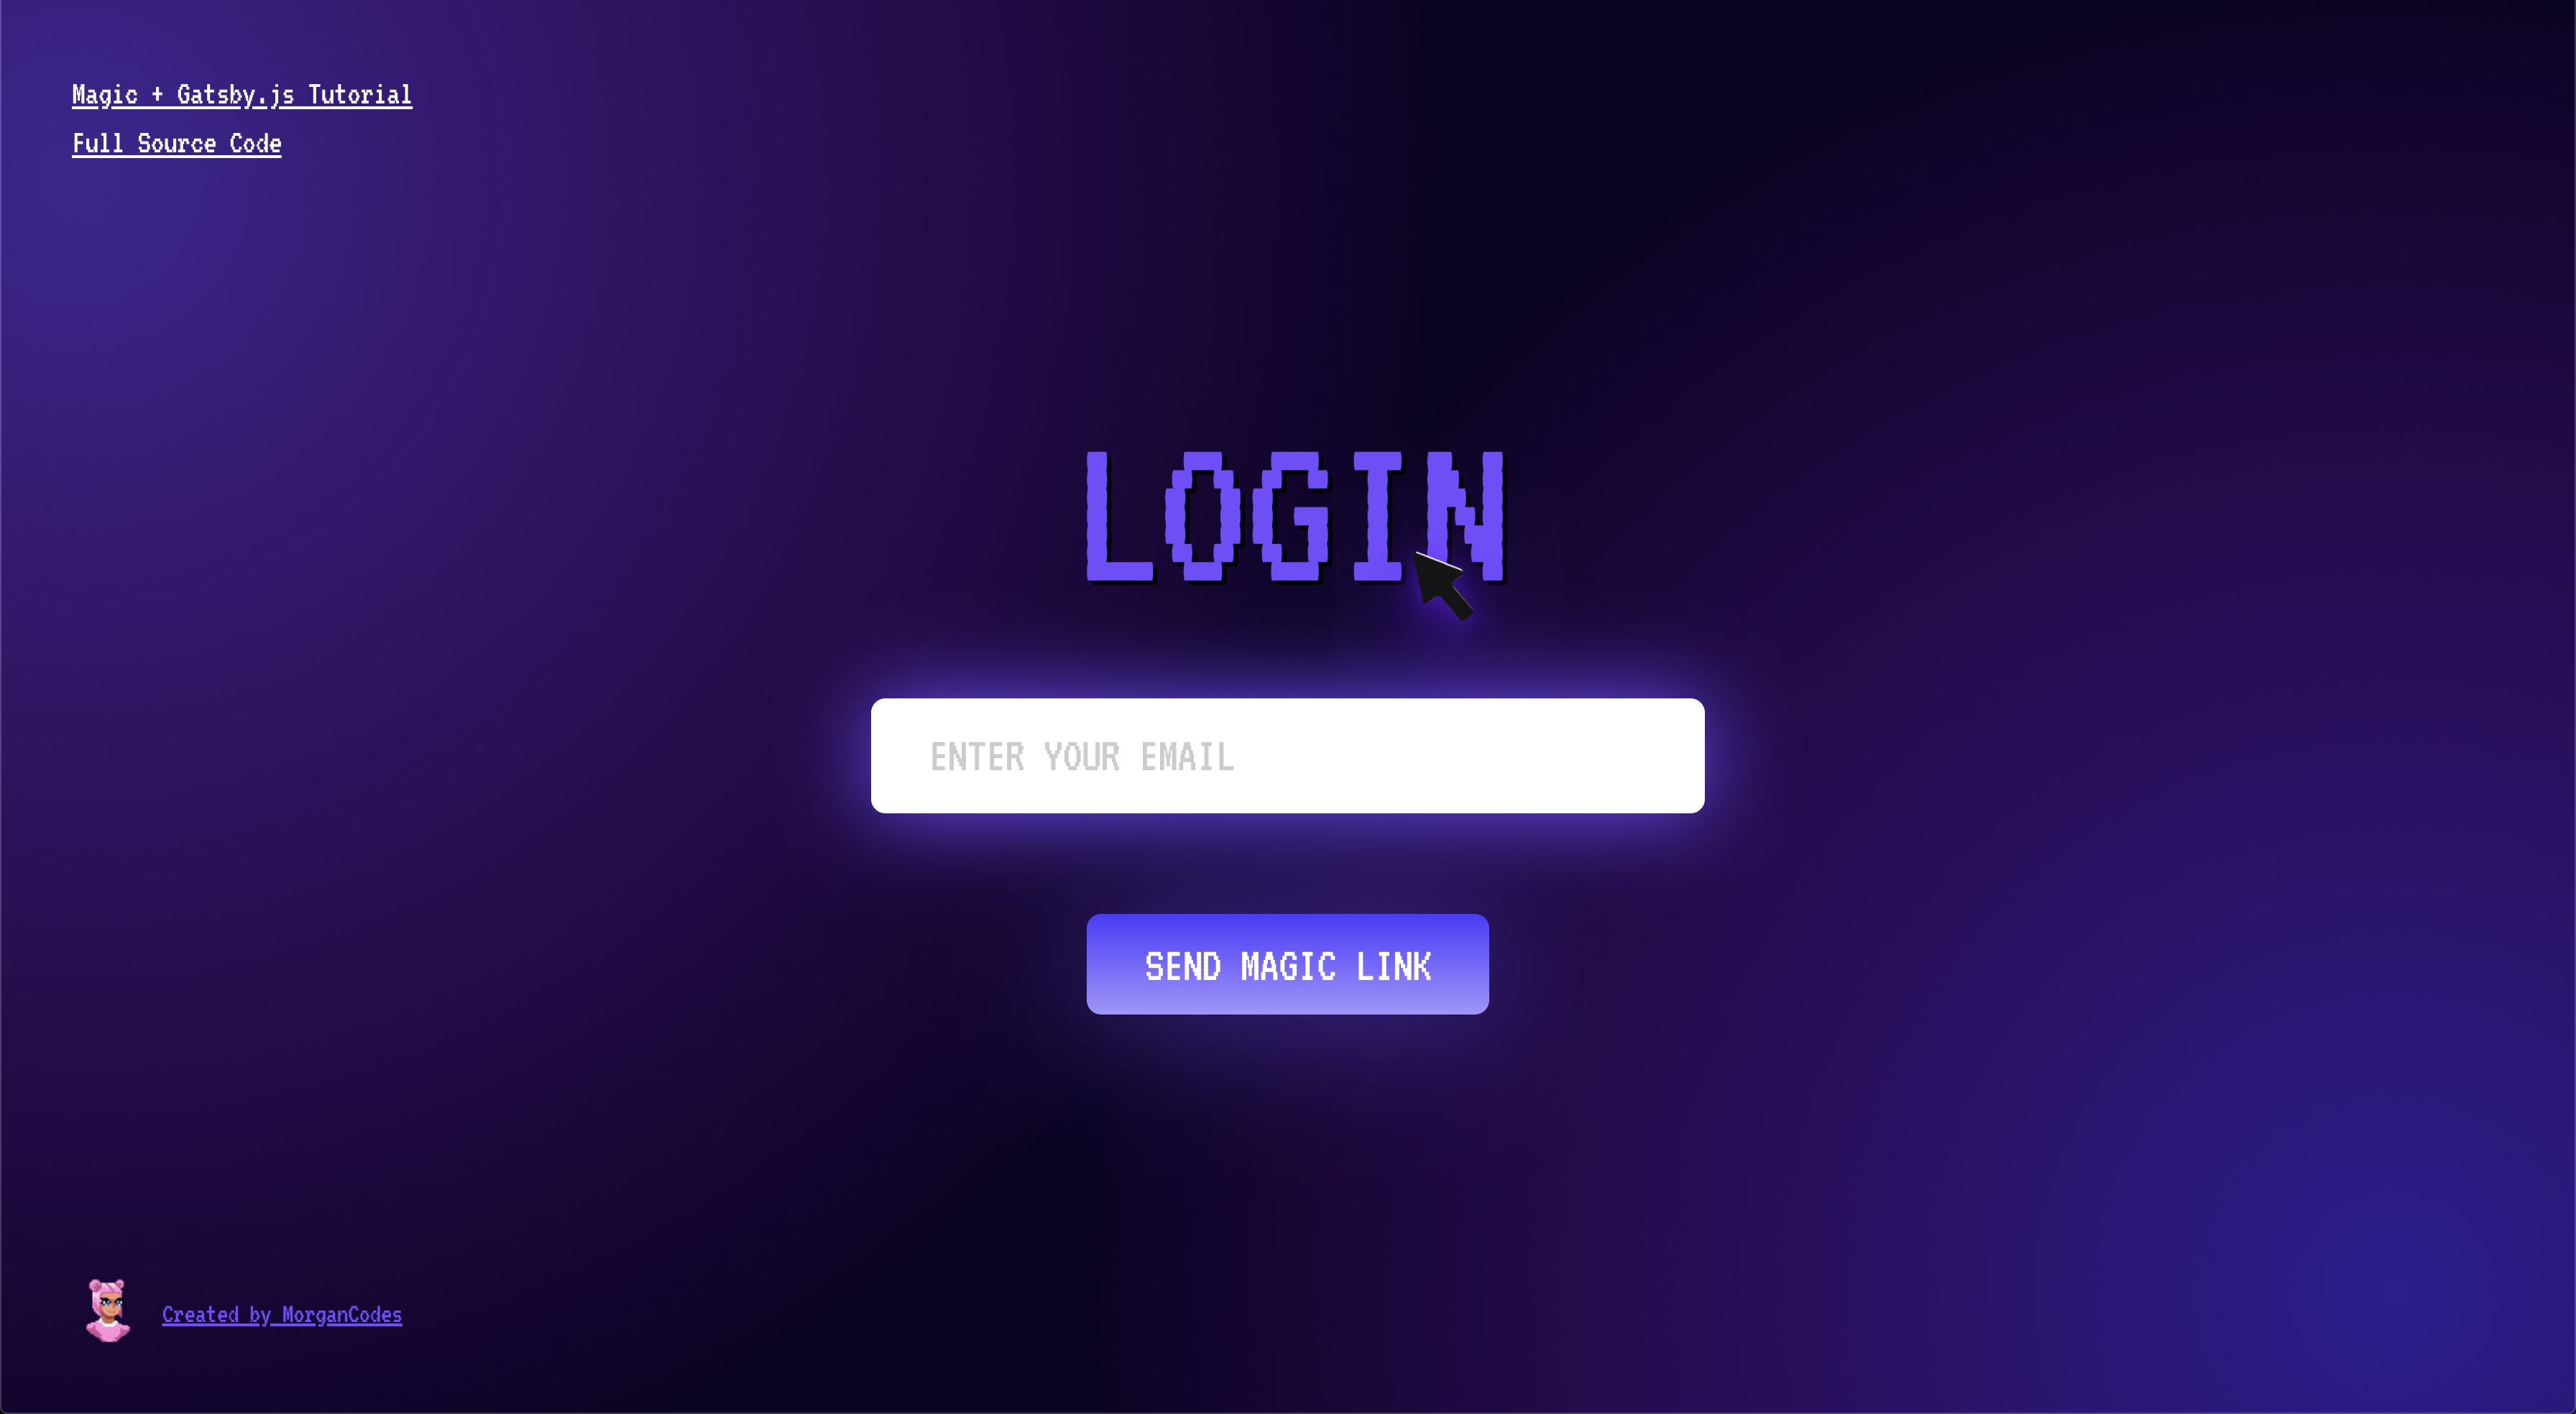 Magic + Gatsby.js Tutorial
Full Source Code
LOGIN
ENTER YOUR EMAIL
SEND MAGIC LINK
Created by MorganCodes